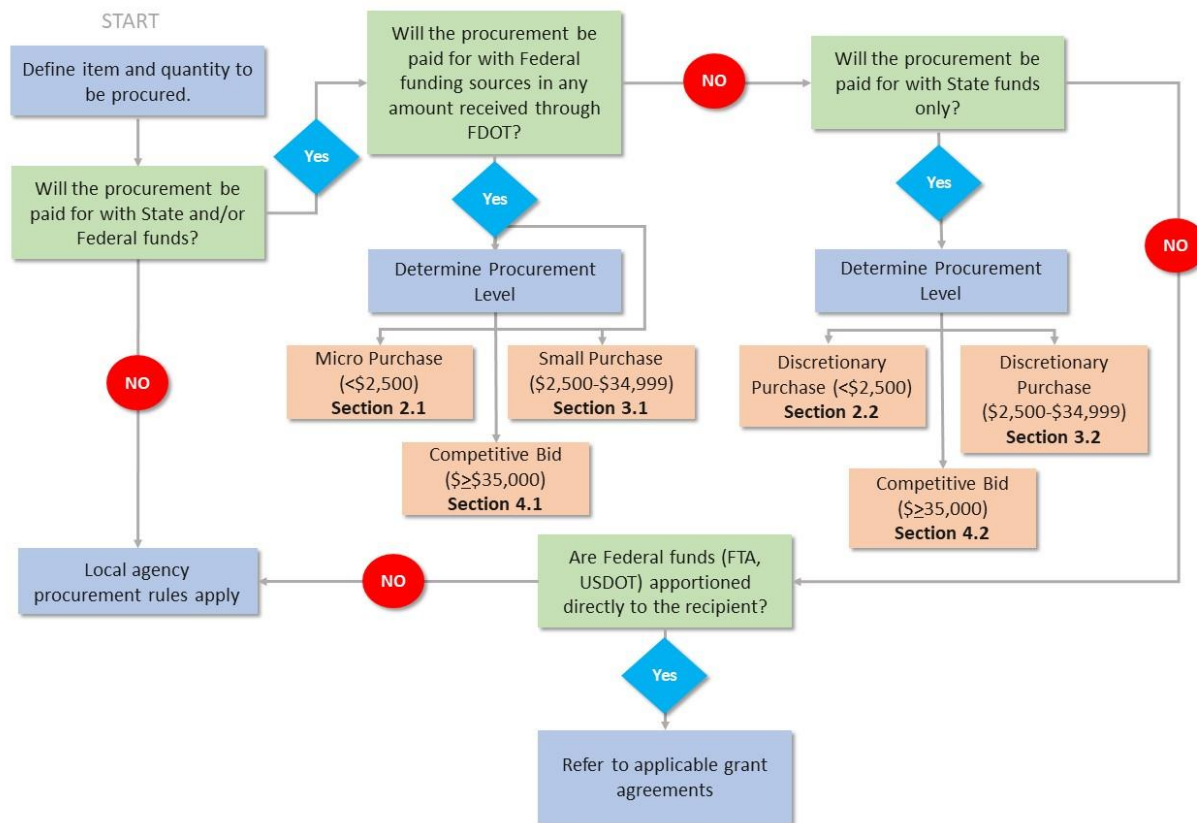 START
Define item and quantity to
be procured.
Will the procurement be
paid for with State and/or
Federal funds?
Yes
NO
Local agency
procurement rules apply
Will the procurement be
paid for with Federal
funding sources in any
amount received through
FDOT?
NO
Yes
Determine Procurement
Level
Micro Purchase
(<$2,500)
Section 2.1
Small Purchase
($2,500-$34,999)
Section 3.1
Competitive Bid
($≥$35,000)
Section 4.1
Will the procurement be
paid for with State funds
only?
Yes
NO
Determine Procurement
Level
Discretionary
Purchase (<$2,500)
Section 2.2
Discretionary
Purchase
($2,500-$34,999)
Section 3.2
Competitive Bid
($≥35,000)
Section 4.2
Are Federal funds (FTA,
USDOT) apportioned
directly to the recipient?
NO
Yes
Refer to applicable grant
agreements